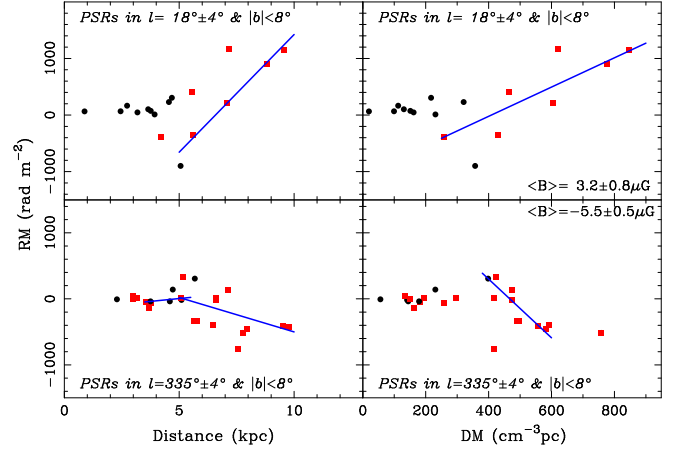 PSRs in l= 18°±4° & |b|<8°
PSRs in l= 18°±4° & |b|<8°
1000
0
−1000
<B>= 3.2±0.8μG
RM (rad m−2)
<B>=−5.5±0.5μG
1000
0
−1000
PSRs in l=335°±4° & |b|<8°
PSRs in l=335°±4° & |b|<8°
0 5 10 0 200 400 600 800
Distance (kpc) DM (cm−3pc)